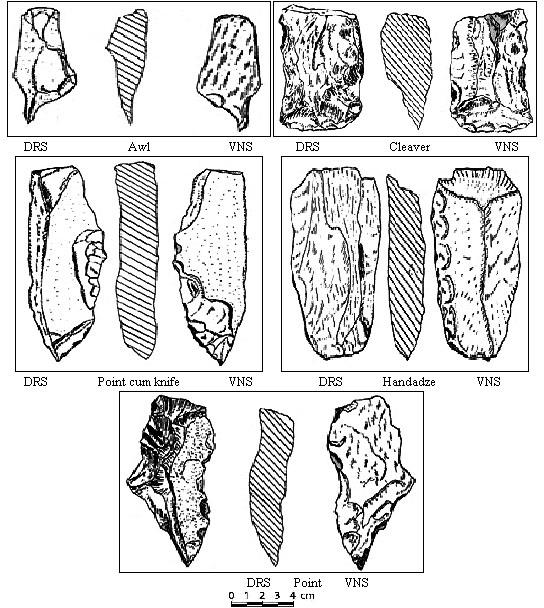 DRS Awl VNS
DRS Cleaver VNS
DRS Point cum knife VNS
DRS Handadze VNS
DRS Point VNS
0 1 2 3 4 cm